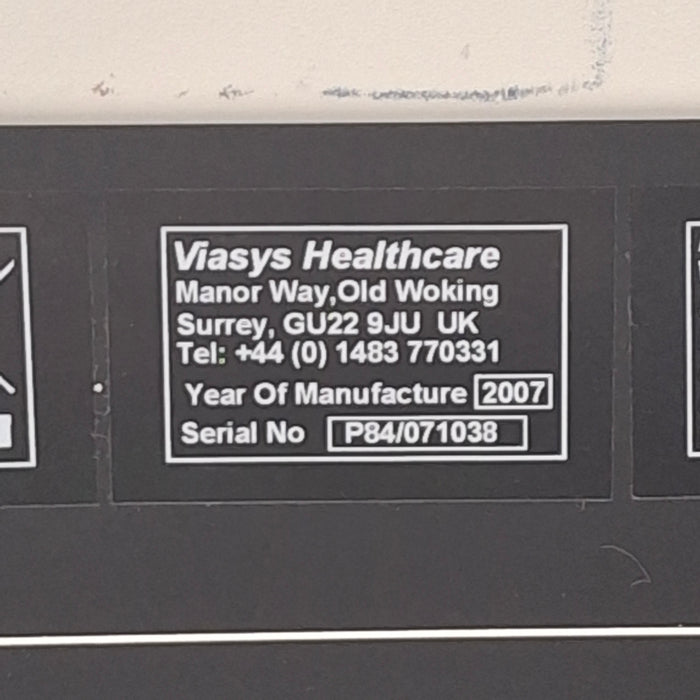 Viasys Healthcare
Manor Way,Old Woking
Surrey, GU22 9JU UK
Tel: +44 (0) 1483 770331
Year Of Manufacture 2007
Serial No P84/071038